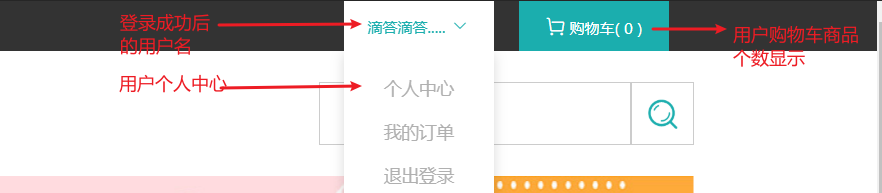 登录成功后
的用户名
滴答滴答.....
购物车( 0 )
用户购物车商品
个数显示
用户个人中心
个人中心
我的订单
退出登录